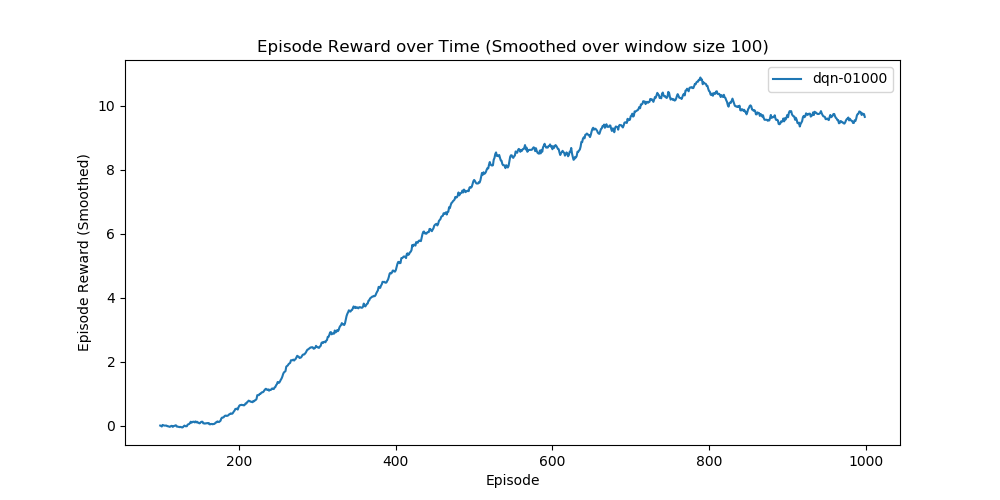 Episode Reward over Time (Smoothed over window size 100)
dqn-01000
10
8
6
4
2
0
Episode Reward (Smoothed)
200 400 600 800 1000
Episode